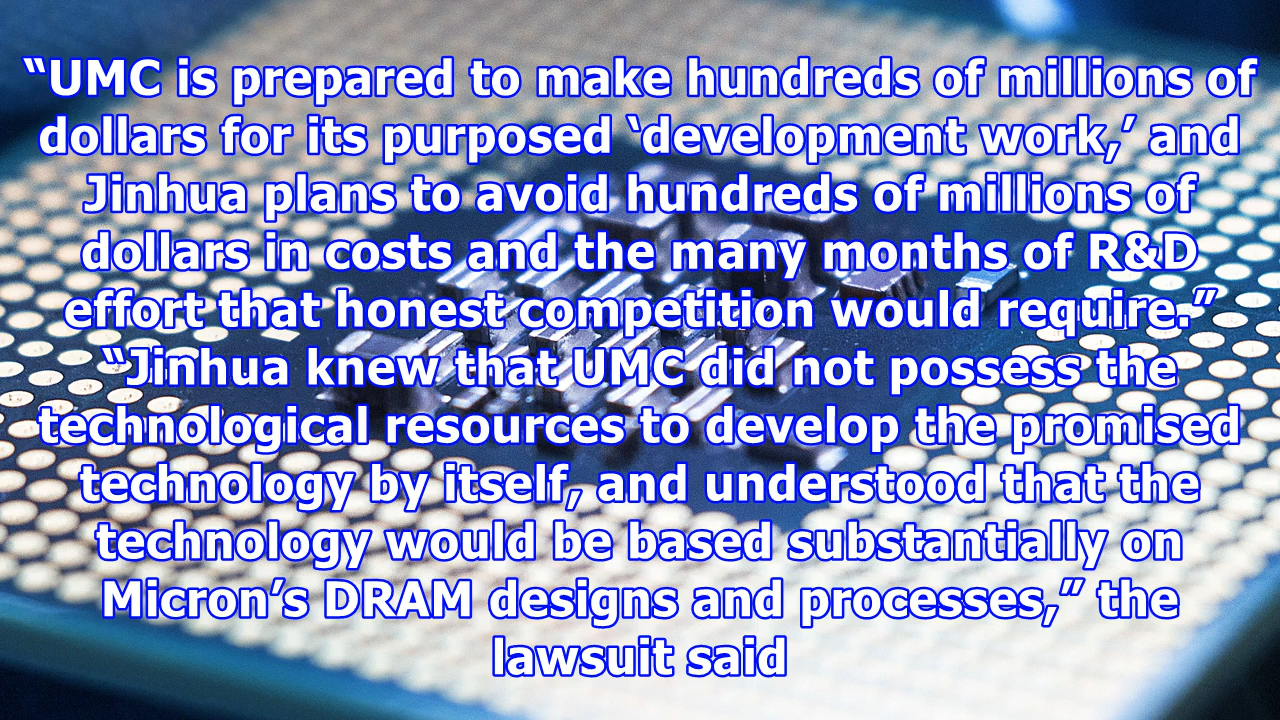 “UMC is prepared to make hundreds of millions of
dollars for its purposed ‘development work,’ and
Jinhua plans to avoid hundreds of millions of
dollars in costs and the many months of R&D
effort that honest competition would require.”
“Jinhua knew that UMC did not possess the
technological resources to develop the promised
technology by itself, and understood that the
technology would be based substantially on
Micron’s DRAM designs and processes,” the
lawsuit said